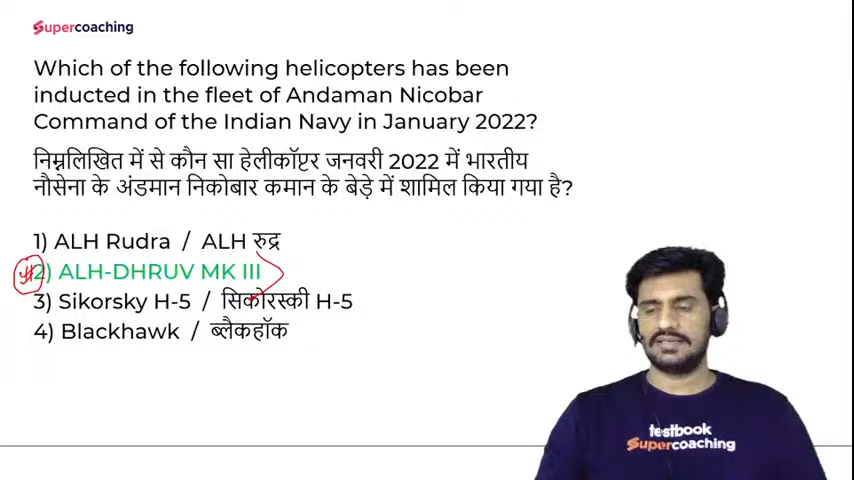 Supercoaching
Which of the following helicopters has been
inducted in the fleet of Andaman Nicobar
Command of the Indian Navy in January 2022?
निम्नलिखित में से कौन सा हेलीकॉप्टर जनवरी 2022 में भारतीय
नौसेना के अंडमान निकोबार कमान के बेड़े में शामिल किया गया है?
1) ALH Rudra / ALH रुद्र
2) ALH-DHRUV MK III
3) Sikorsky H-5 / सिकोरस्की H-5
4) Blackhawk / ब्लैकहॉक
testbook
Supercoaching